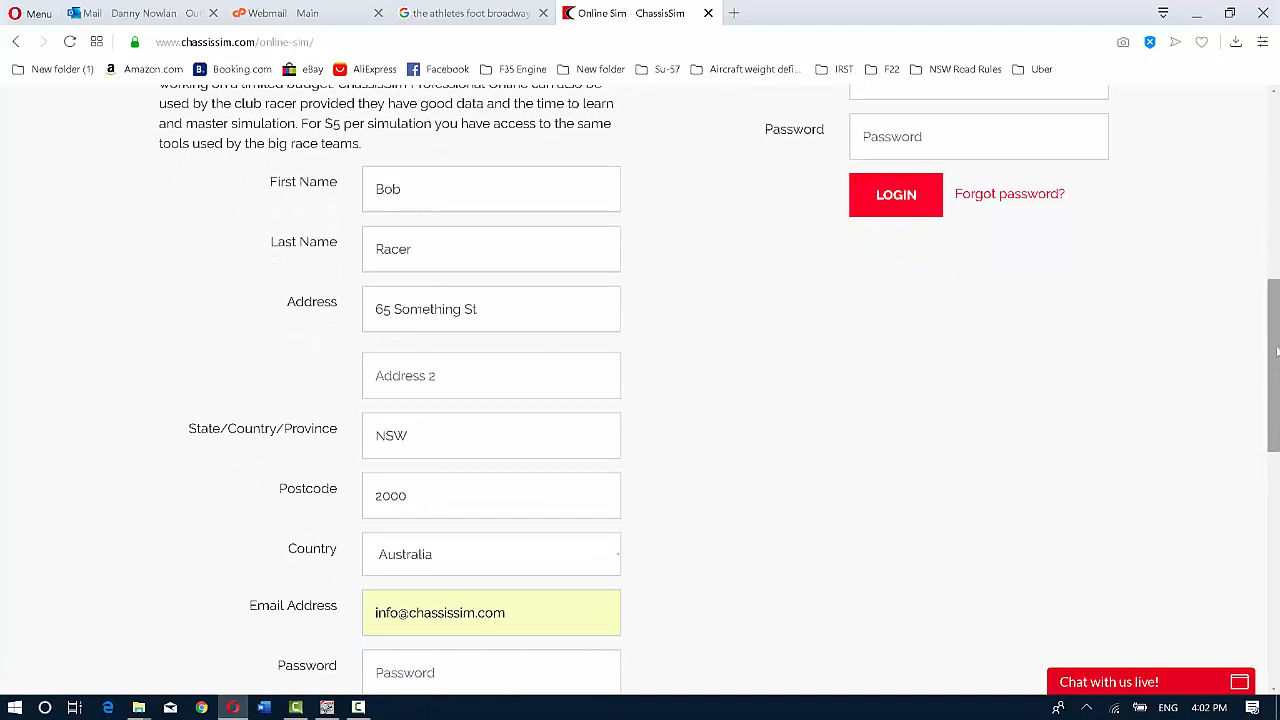 Menu
Mail - Danny Nowlan - Out
Webmail - Main
the athletes foot broadway
Online Sim - ChassisSim
www.chassissim.com/online-sim/
New folder (1)
Amazon.com
Booking.com
eBay
AliExpress
Facebook
F35 Engine
New folder
Su-57
Aircraft weight defi...
IRST
F22
NSW Road Rules
Uber
used by the club racer provided they have good data and the time to learn
and master simulation. For $5 per simulation you have access to the same
tools used by the big race teams.
First Name
Bob
Last Name
Racer
Address
65 Something St
Address 2
State/Country/Province
NSW
Postcode
2000
Country
Australia
Email Address
info@chassissim.com
Password
Password
Password
Password
LOGIN
Forgot password?
Chat with us live!
ENG
4:02 PM